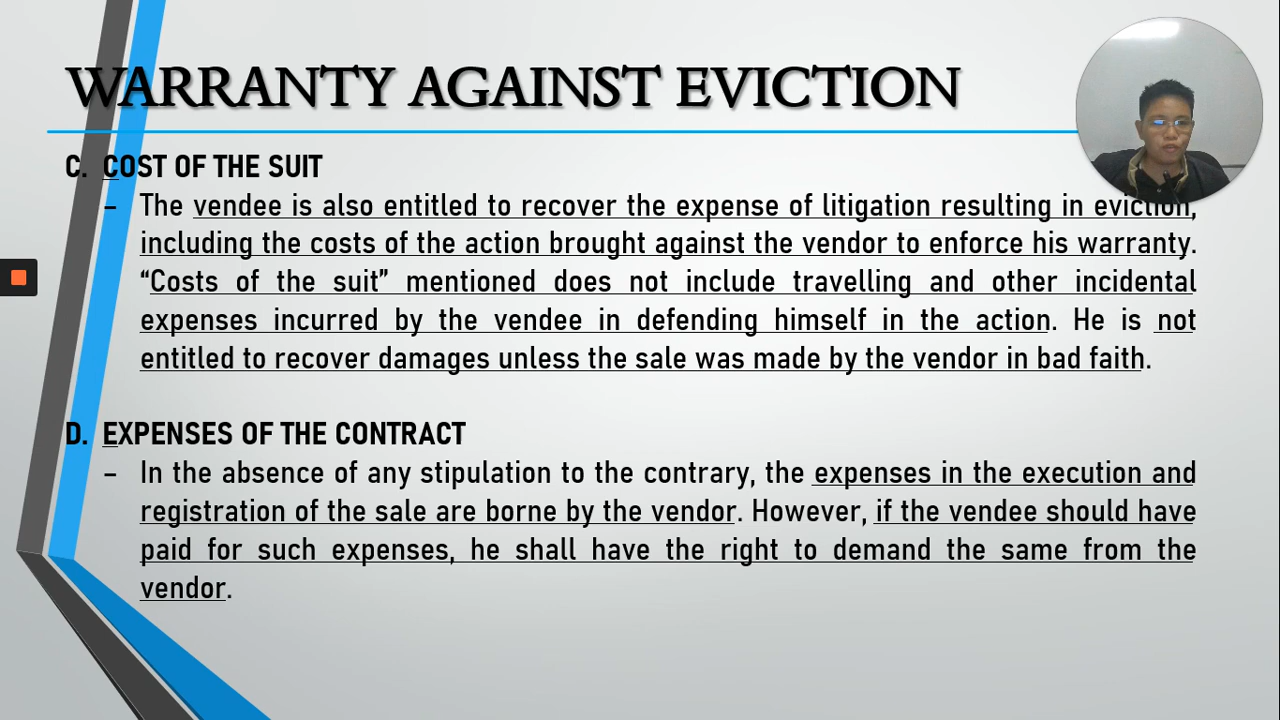 WARRANTY AGAINST EVICTION
C. COST OF THE SUIT
– The vendee is also entitled to recover the expense of litigation resulting in eviction,
including the costs of the action brought against the vendor to enforce his warranty.
“Costs of the suit” mentioned does not include travelling and other incidental
expenses incurred by the vendee in defending himself in the action. He is not
entitled to recover damages unless the sale was made by the vendor in bad faith.
D. EXPENSES OF THE CONTRACT
– In the absence of any stipulation to the contrary, the expenses in the execution and
registration of the sale are borne by the vendor. However, if the vendee should have
paid for such expenses, he shall have the right to demand the same from the
vendor.